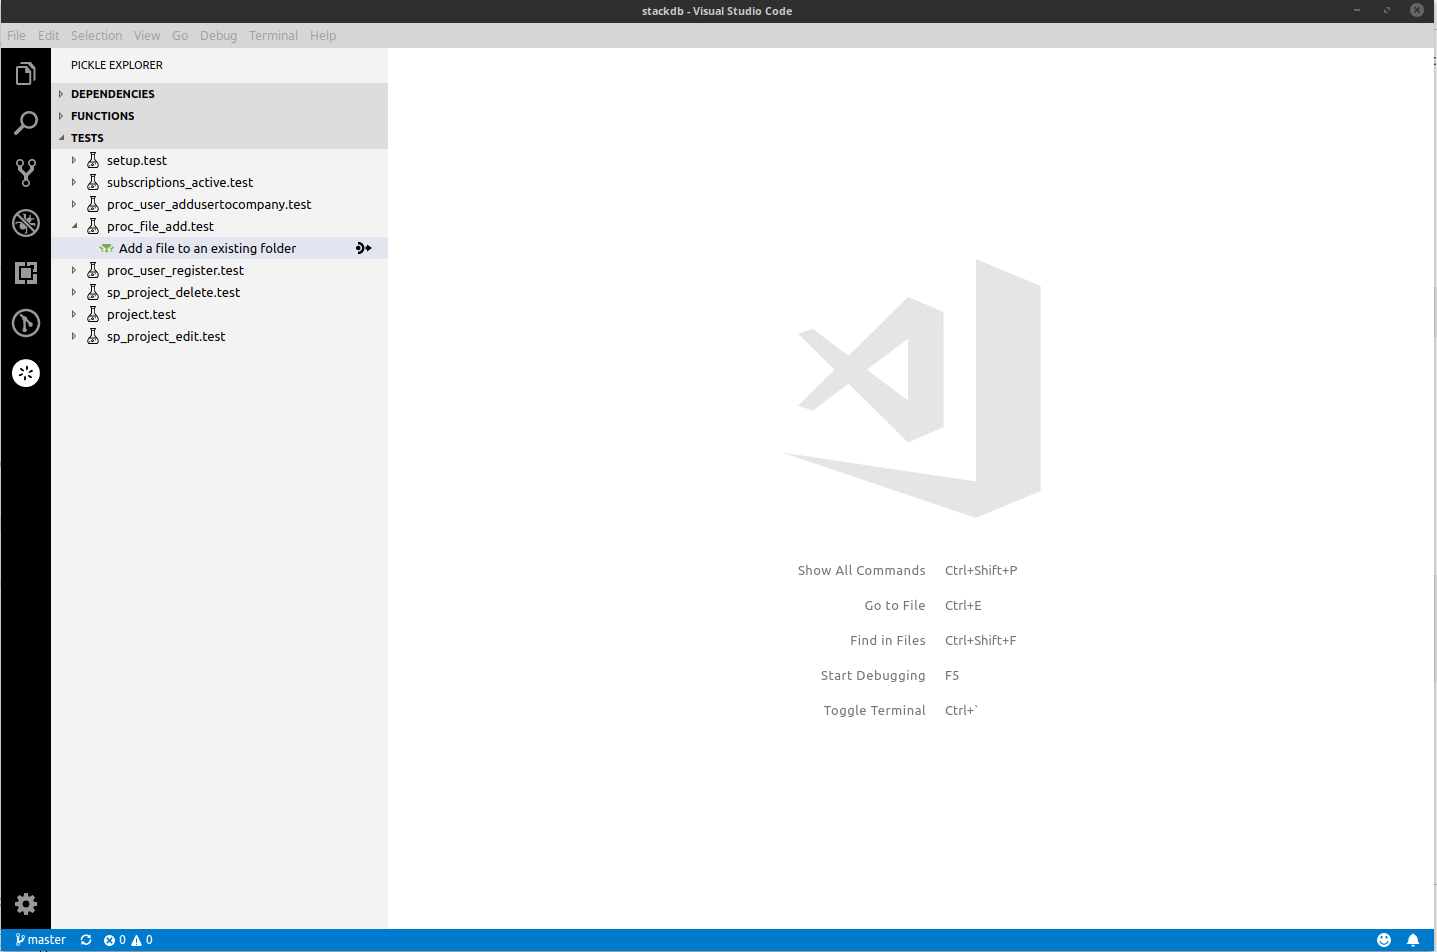 stackdb - Visual Studio Code
File Edit Selection View Go Debug Terminal Help
PICKLE EXPLORER
DEPENDENCIES
FUNCTIONS
TESTS
setup.test
subscriptions_active.test
proc_user_addusertocompany.test
proc_file_add.test
Add a file to an existing folder
proc_user_register.test
sp_project_delete.test
project.test
sp_project_edit.test
Show All Commands Ctrl+Shift+P
Go to File Ctrl+E
Find in Files Ctrl+Shift+F
Start Debugging F5
Toggle Terminal Ctrl+`
master 0 0